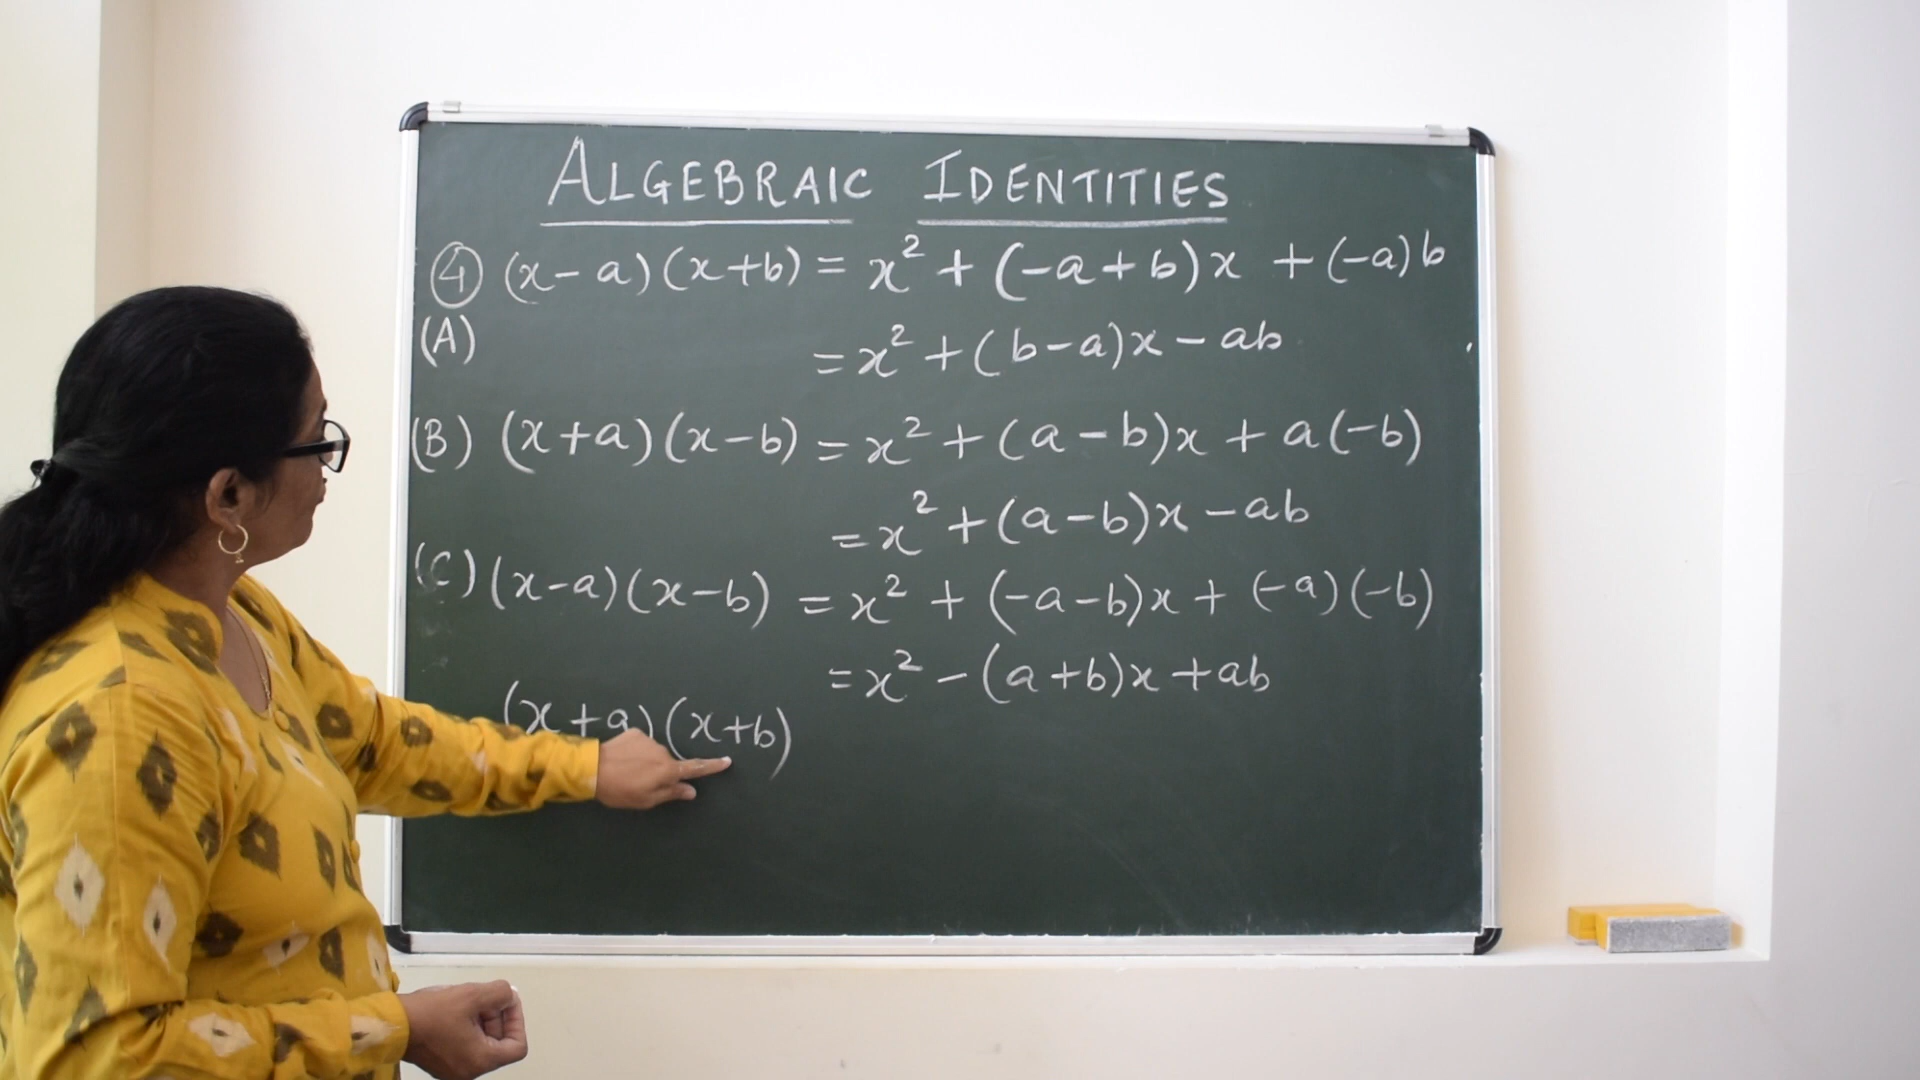 ALGEBRAIC IDENTITIES
④ (x-a)(x+b) = x² + (-a+b)x + (-a)b
(A) = x² + (b-a)x - ab
(B) (x+a)(x-b) = x² + (a-b)x + a(-b)
= x² + (a-b)x - ab
(C) (x-a)(x-b) = x² + (-a-b)x + (-a)(-b)
= x² - (a+b)x + ab
(x+a)(x+b)